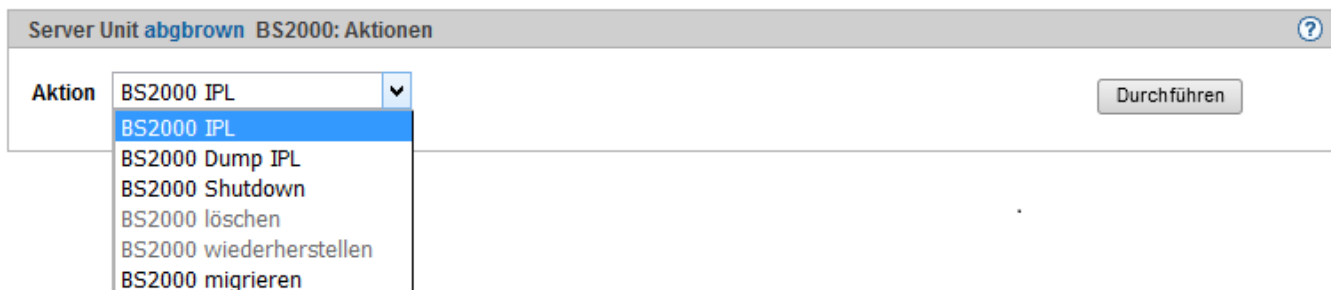 Server Unit abgbrown BS2000: Aktionen ?
Aktion BS2000 IPL Durchführen
BS2000 IPL
BS2000 Dump IPL
BS2000 Shutdown
BS2000 löschen
BS2000 wiederherstellen
BS2000 migrieren